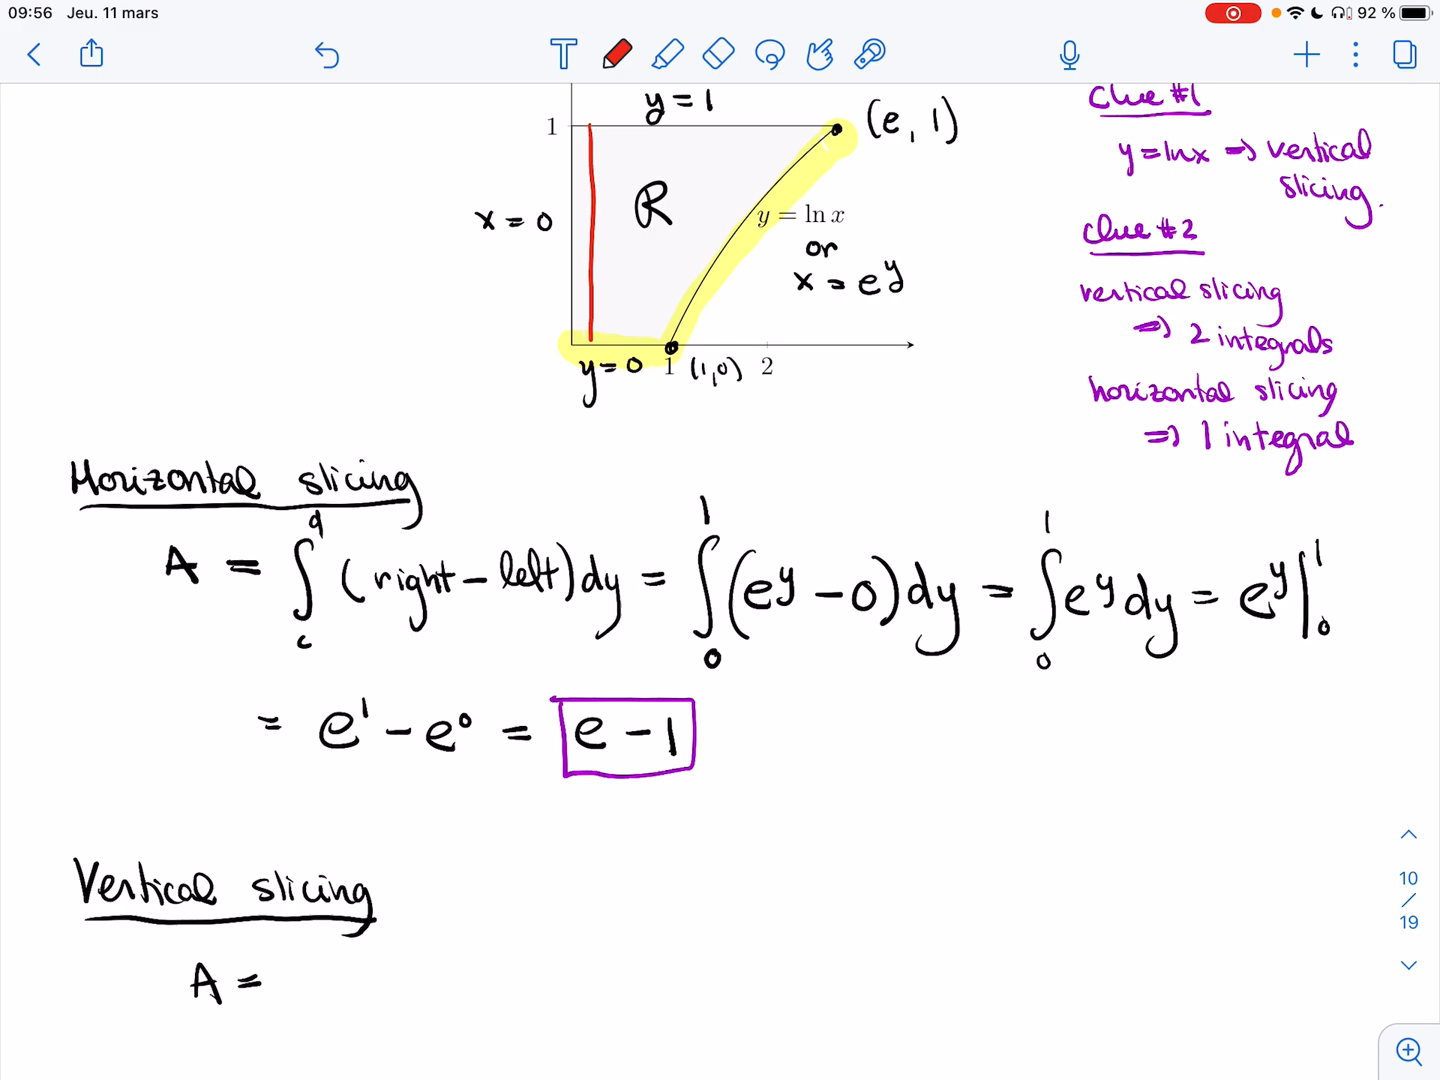 09:56 Jeu. 11 mars
92 %
y = 1
1
(e, 1)
x = 0
R
y = ln x
or
x = e^y
y = 0 1 (1,0) 2
Clue #1
y = ln x => vertical
slicing.
Clue #2
vertical slicing
=> 2 integrals
horizontal slicing
=> 1 integral
Horizontal slicing
A = ∫_c^d (right - left) dy = ∫_0^1 (e^y - 0) dy = ∫_0^1 e^y dy = e^y |_0^1
= e^1 - e^0 = e - 1
Vertical slicing
A =
10
/
19